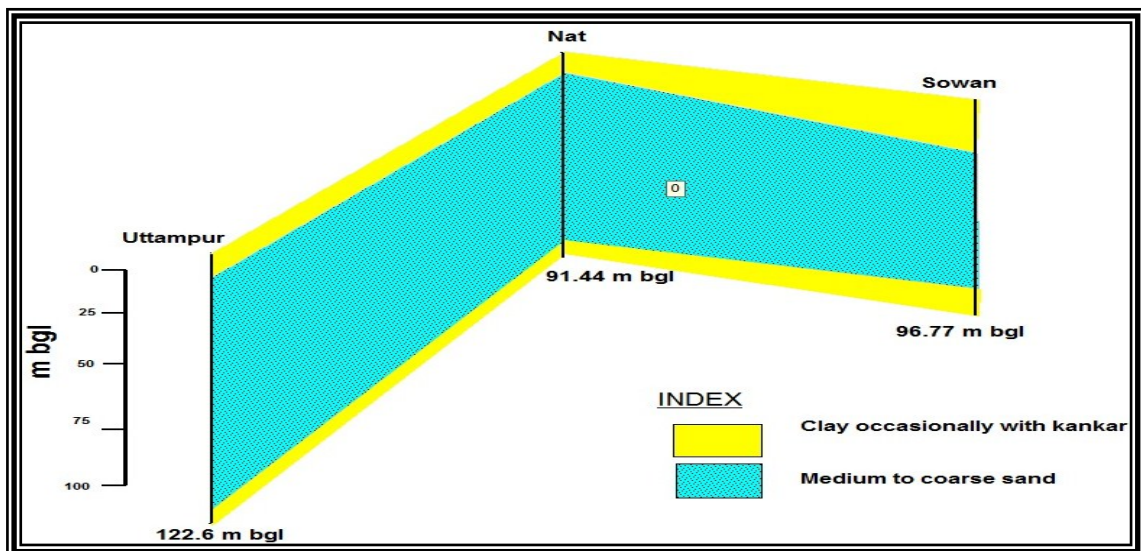 Nat
Sowan
0
Uttampur
0
25
50
75
100
m bgl
91.44 m bgl
96.77 m bgl
122.6 m bgl
INDEX
Clay occasionally with kankar
Medium to coarse sand